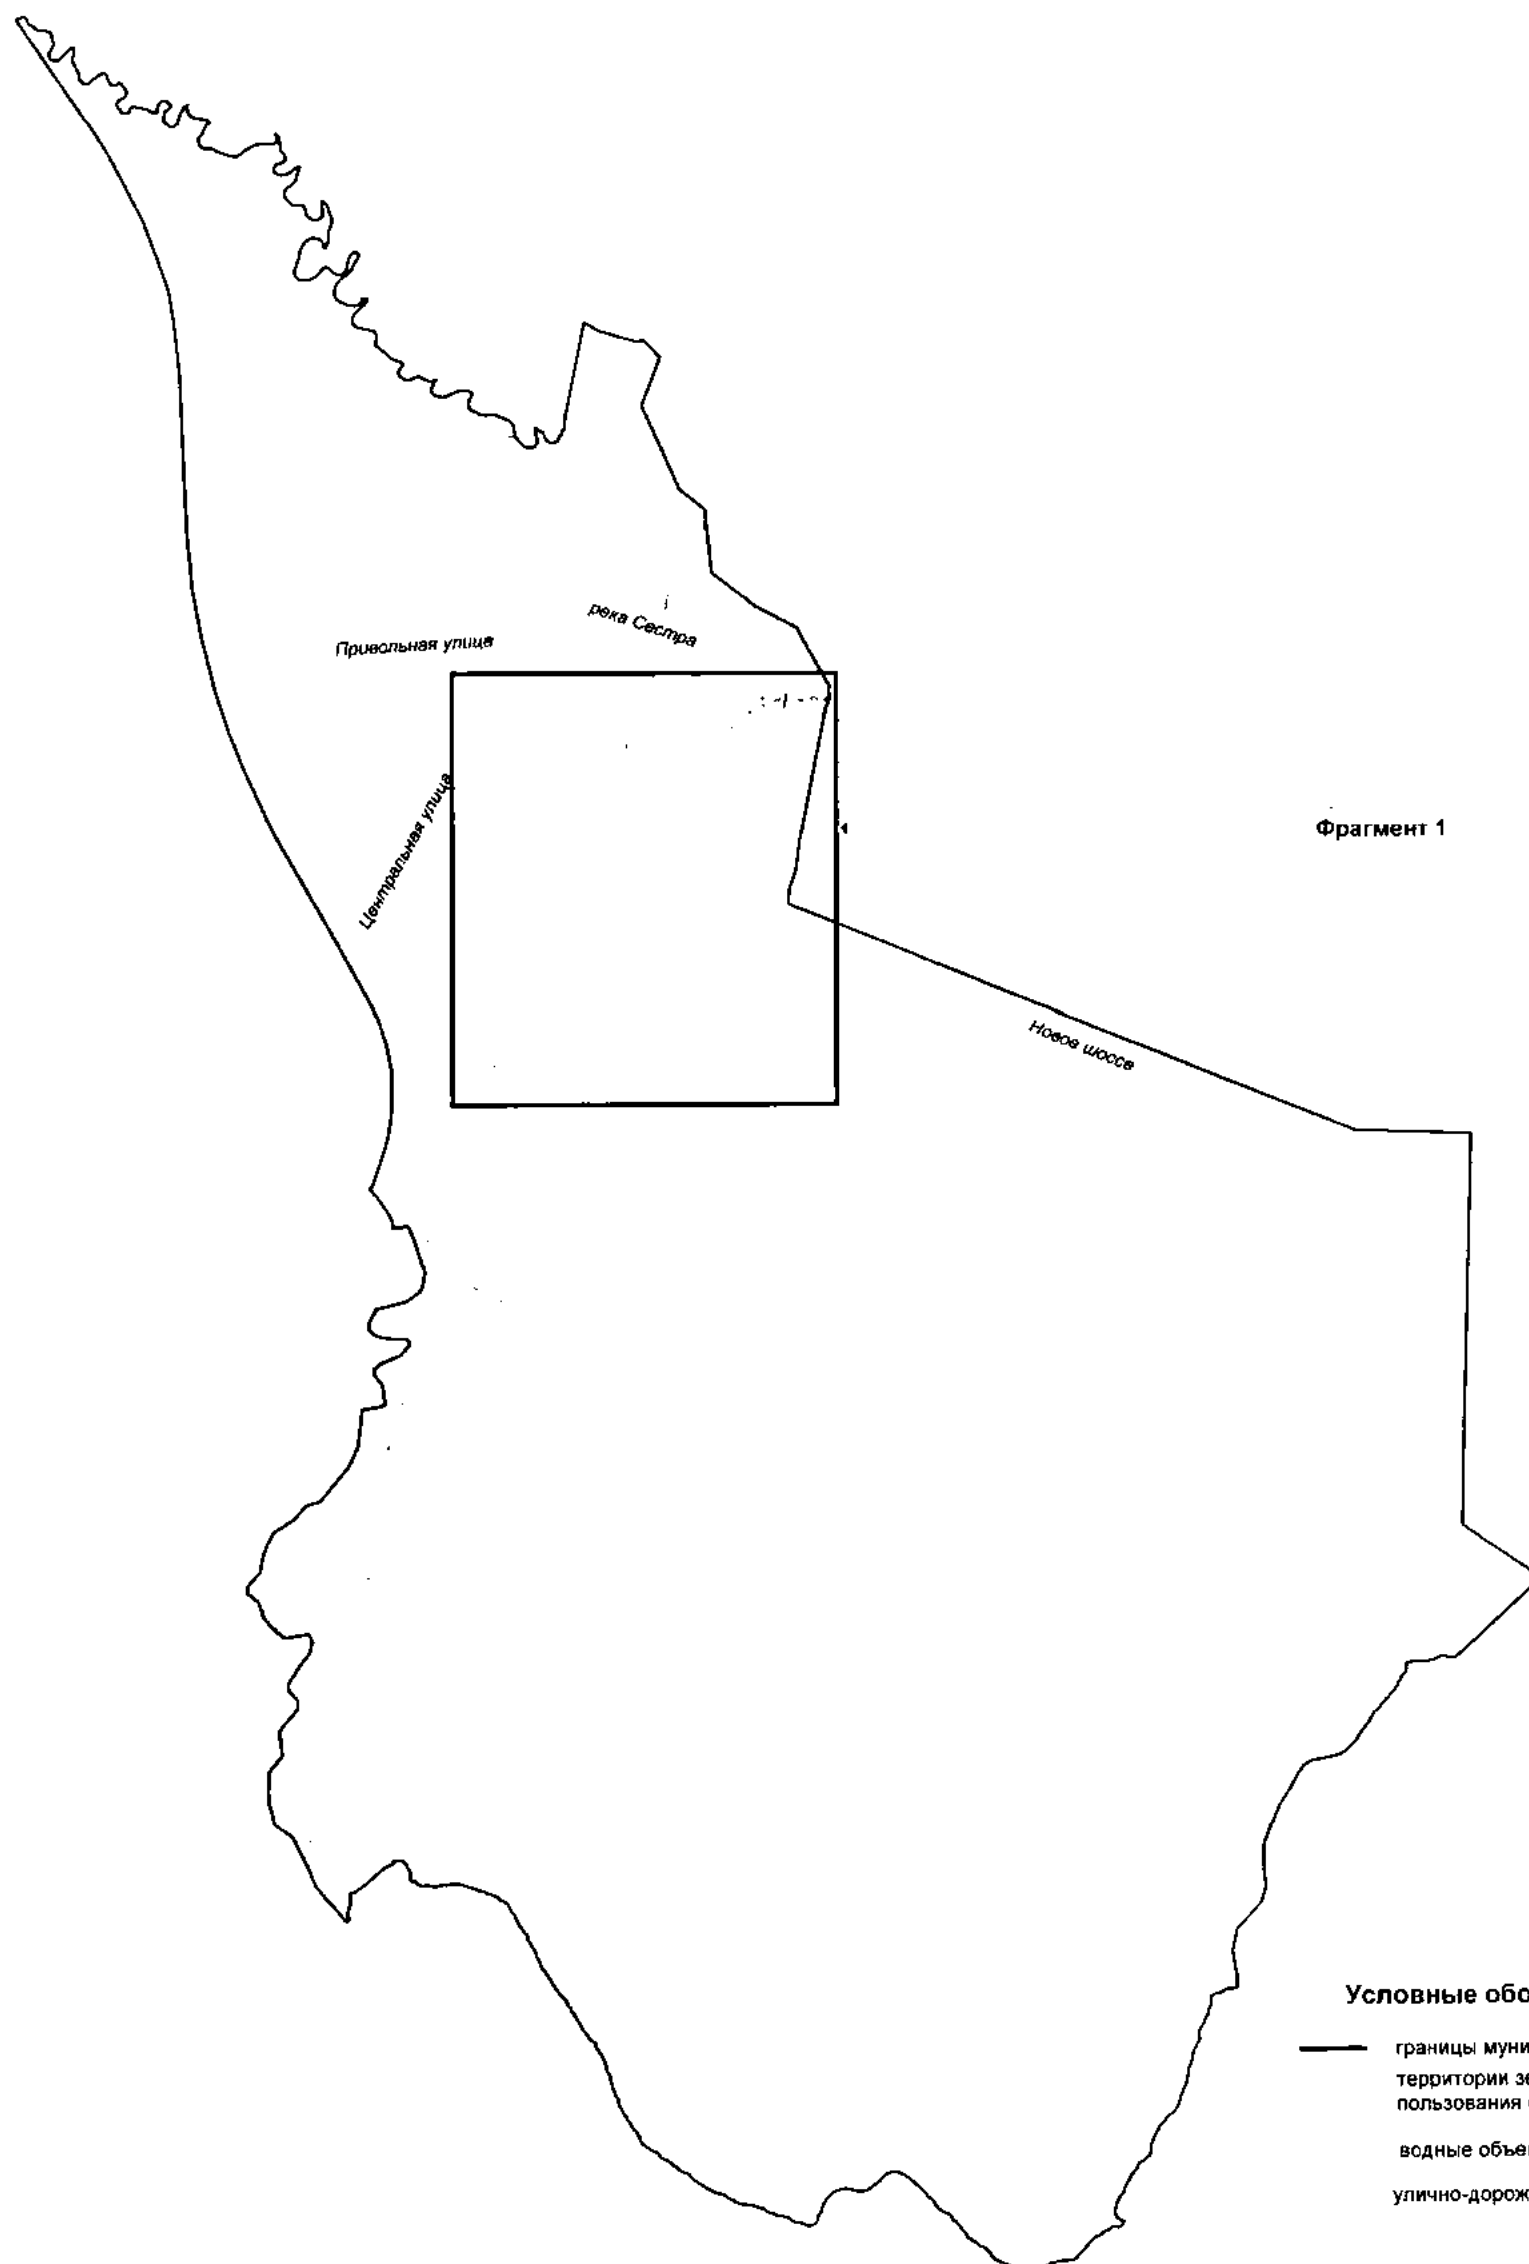 река Сестра
Привольная улица
Центральная улица
Фрагмент 1
Новое шоссе
Условные обо
границы муни
территории зе
пользования
водные объе
улично-дорож